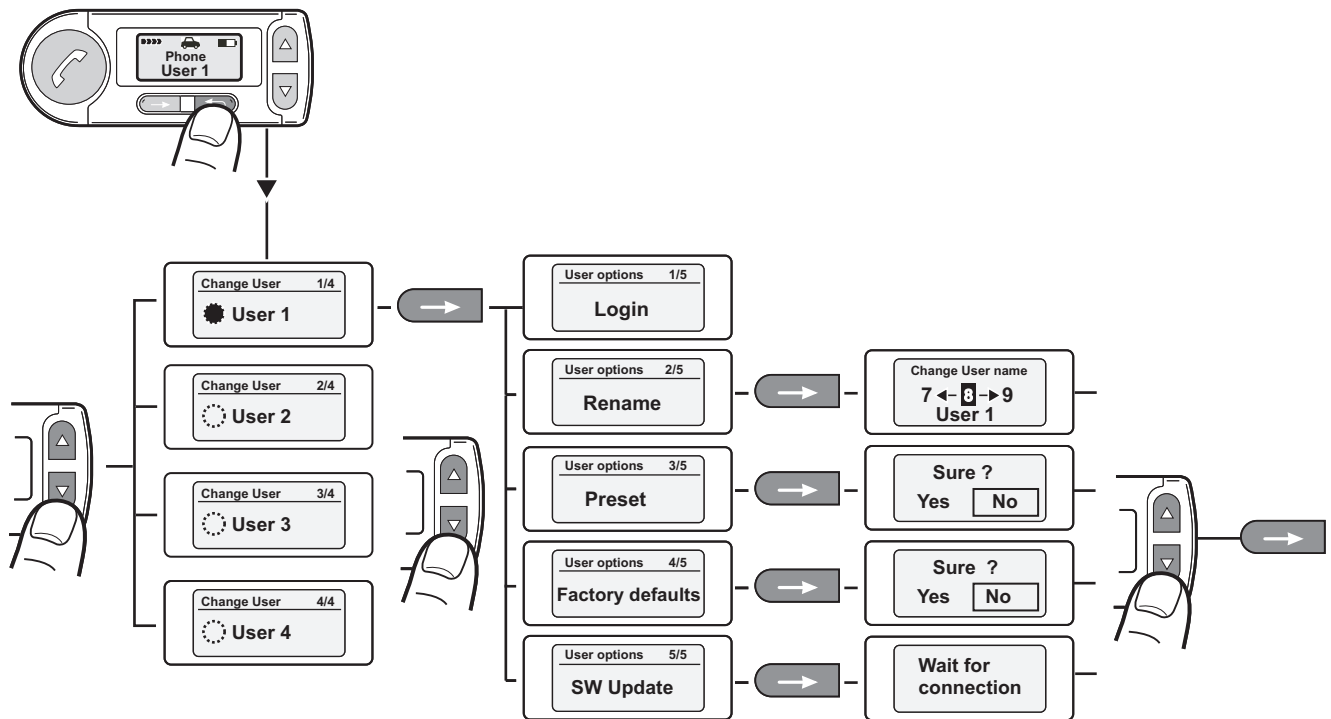 Phone
User 1
Change User 1/4
User 1
Change User 2/4
User 2
Change User 3/4
User 3
Change User 4/4
User 4
User options 1/5
Login
User options 2/5
Rename
User options 3/5
Preset
User options 4/5
Factory defaults
User options 5/5
SW Update
Change User name
7 8 9
User 1
Sure ?
Yes No
Sure ?
Yes No
Wait for
connection